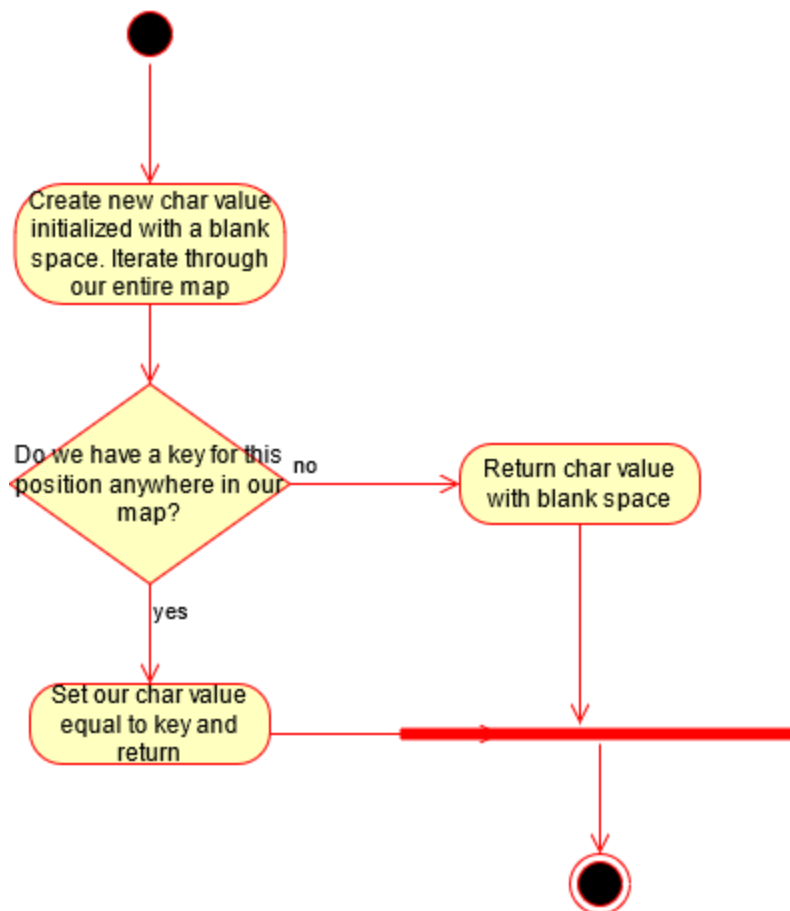 Create new char value
initialized with a blank
space. Iterate through
our entire map
Do we have a key for this
position anywhere in our
map?
no
Return char value
with blank space
yes
Set our char value
equal to key and
return